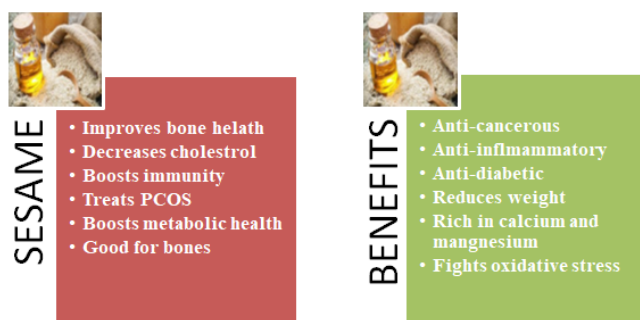 SESAME
• Improves bone helath
• Decreases cholestrol
• Boosts immunity
• Treats PCOS
• Boosts metabolic health
• Good for bones
BENEFITS
• Anti-cancerous
• Anti-inflmammatory
• Anti-diabetic
• Reduces weight
• Rich in calcium and
mangnesium
• Fights oxidative stress